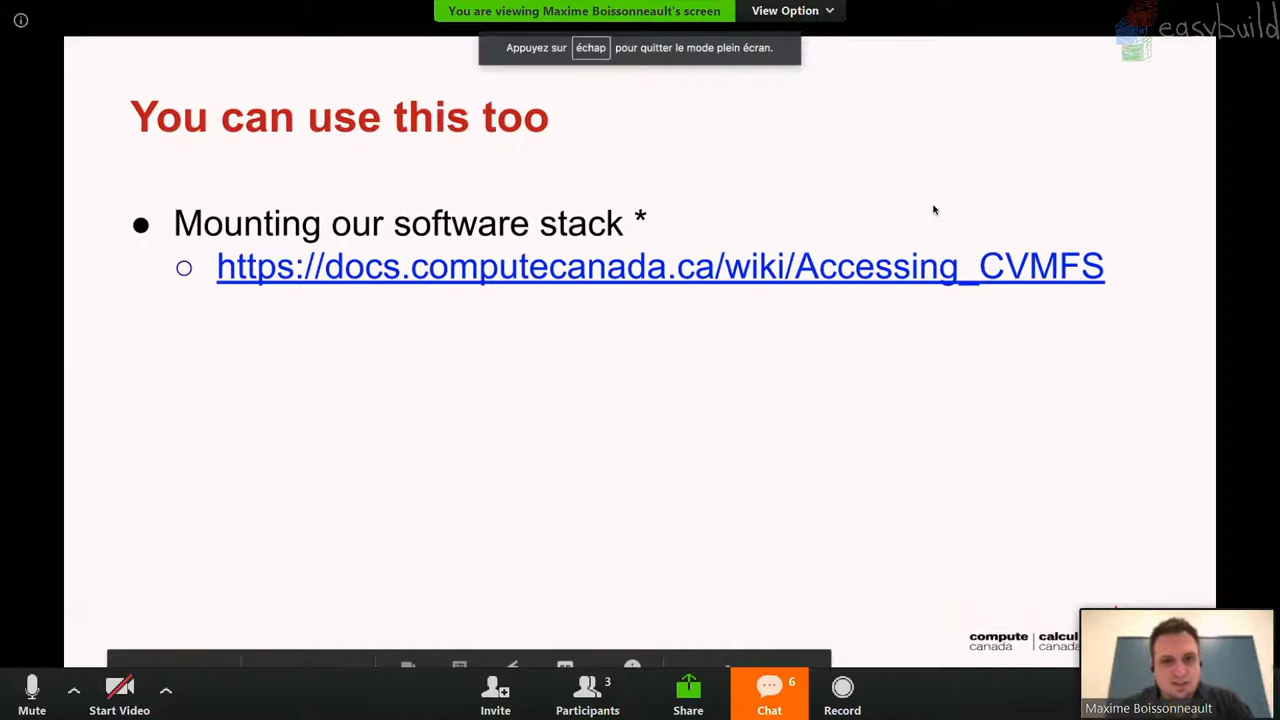 You are viewing Maxime Boissonneault's screen
View Option
easybuild
Appuyez sur échap pour quitter le mode plein écran.
You can use this too
● Mounting our software stack *
○ https://docs.computecanada.ca/wiki/Accessing_CVMFS
compute | calcul
canada | canada
Maxime Boissonneault
Mute
Start Video
Invite
3
Participants
Share
6
Chat
Record